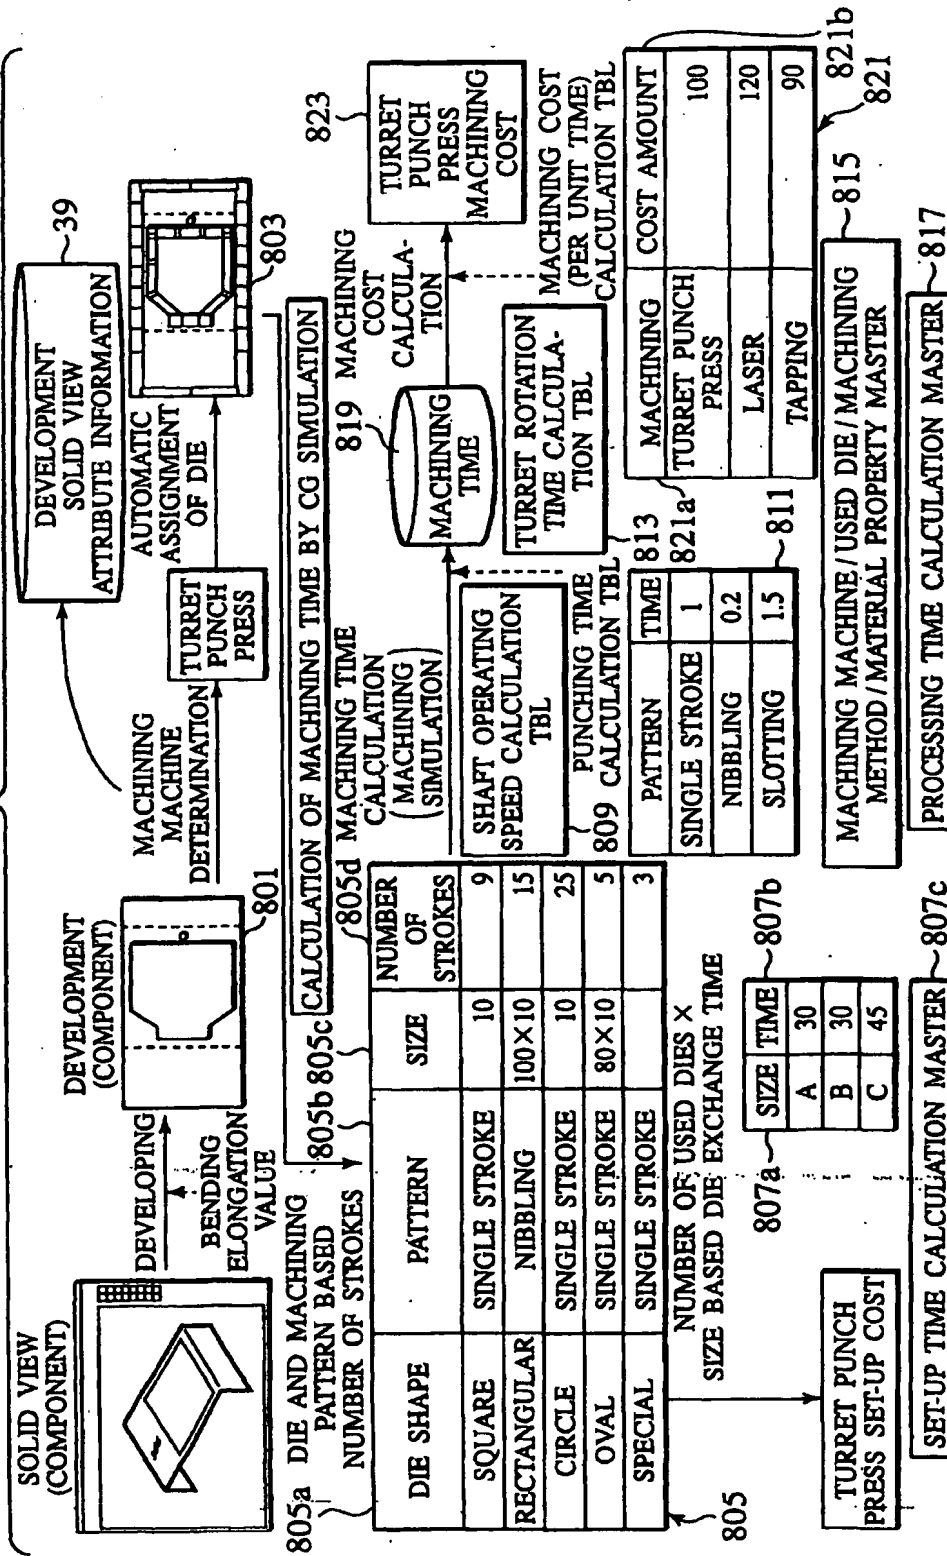 SOLID VIEW
(COMPONENT)
DEVELOPING
BENDING
ELONGATION
VALUE
DEVELOPMENT
(COMPONENT)
801
MACHINING
MACHINE
DETERMINATION
TURRET
PUNCH
PRESS
DEVELOPMENT
SOLID VIEW
ATTRIBUTE INFORMATION
39
AUTOMATIC
ASSIGNMENT
OF DIE
803
CALCULATION OF MACHINING TIME BY CG SIMULATION
805a
DIE AND MACHINING
PATTERN BASED
NUMBER OF STROKES
805b
805c
805d
DIE SHAPE PATTERN SIZE NUMBER
OF
STROKES
SQUARE SINGLE STROKE 10 9
RECTANGULAR NIBBLING 100×10 15
CIRCLE SINGLE STROKE 10 25
OVAL SINGLE STROKE 80×10 5
SPECIAL SINGLE STROKE 3
805
MACHINING TIME
CALCULATION
(MACHINING
SIMULATION)
SHAFT OPERATING
SPEED CALCULATION
TBL
809
MACHINING
TIME
819
MACHINING
COST
CALCULA-
TION
TURRET
PUNCH
PRESS
MACHINING
COST
823
TURRET ROTATION
TIME CALCULA-
TION TBL
813
PUNCHING TIME
CALCULATION TBL
PATTERN TIME
SINGLE STROKE 1
NIBBLING 0.2
SLOTTING 1.5
811
MACHINING COST
(PER UNIT TIME)
CALCULATION TBL
821a
MACHINING COST AMOUNT
TURRET PUNCH
PRESS 100
LASER 120
TAPPING 90
821b
821
NUMBER OF USED DIES ×
SIZE BASED DIE EXCHANGE TIME
807a
SIZE TIME
A 30
B 30
C 45
807b
TURRET PUNCH
PRESS SET-UP COST
MACHINING MACHINE/USED DIE/MACHINING
METHOD/MATERIAL PROPERTY MASTER
815
SET-UP TIME CALCULATION MASTER
807c
PROCESSING TIME CALCULATION MASTER
817